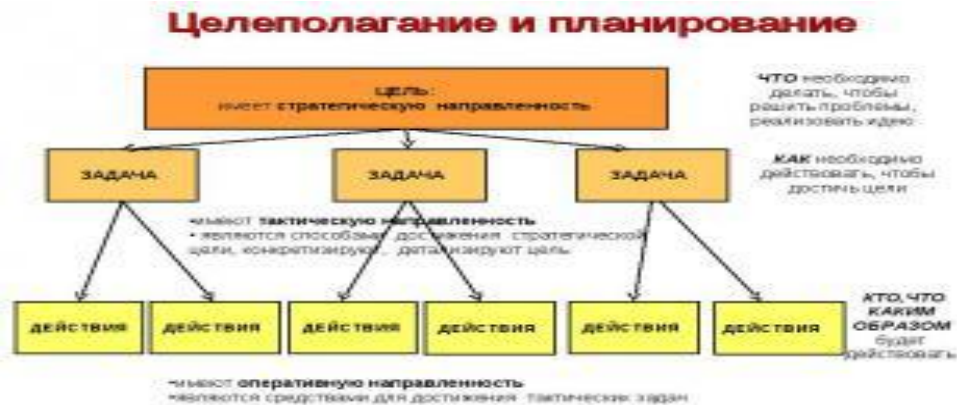 Целеполагание и планирование
ЦЕЛЬ:
имеет стратегическую направленность
ЧТО необходимо
делать, чтобы
решить проблемы,
реализовать идею
ЗАДАЧА
ЗАДАЧА
ЗАДАЧА
КАК необходимо
действовать, чтобы
достичь цели
•имеют тактическую направленность
• являются способами достижения стратегической
цели, конкретизируют, детализируют цель
ДЕЙСТВИЯ
ДЕЙСТВИЯ
ДЕЙСТВИЯ
ДЕЙСТВИЯ
ДЕЙСТВИЯ
ДЕЙСТВИЯ
КТО, ЧТО
КАКИМ
ОБРАЗОМ
будет
действовать
•имеют оперативную направленность
•являются средствами для достижения тактических задач